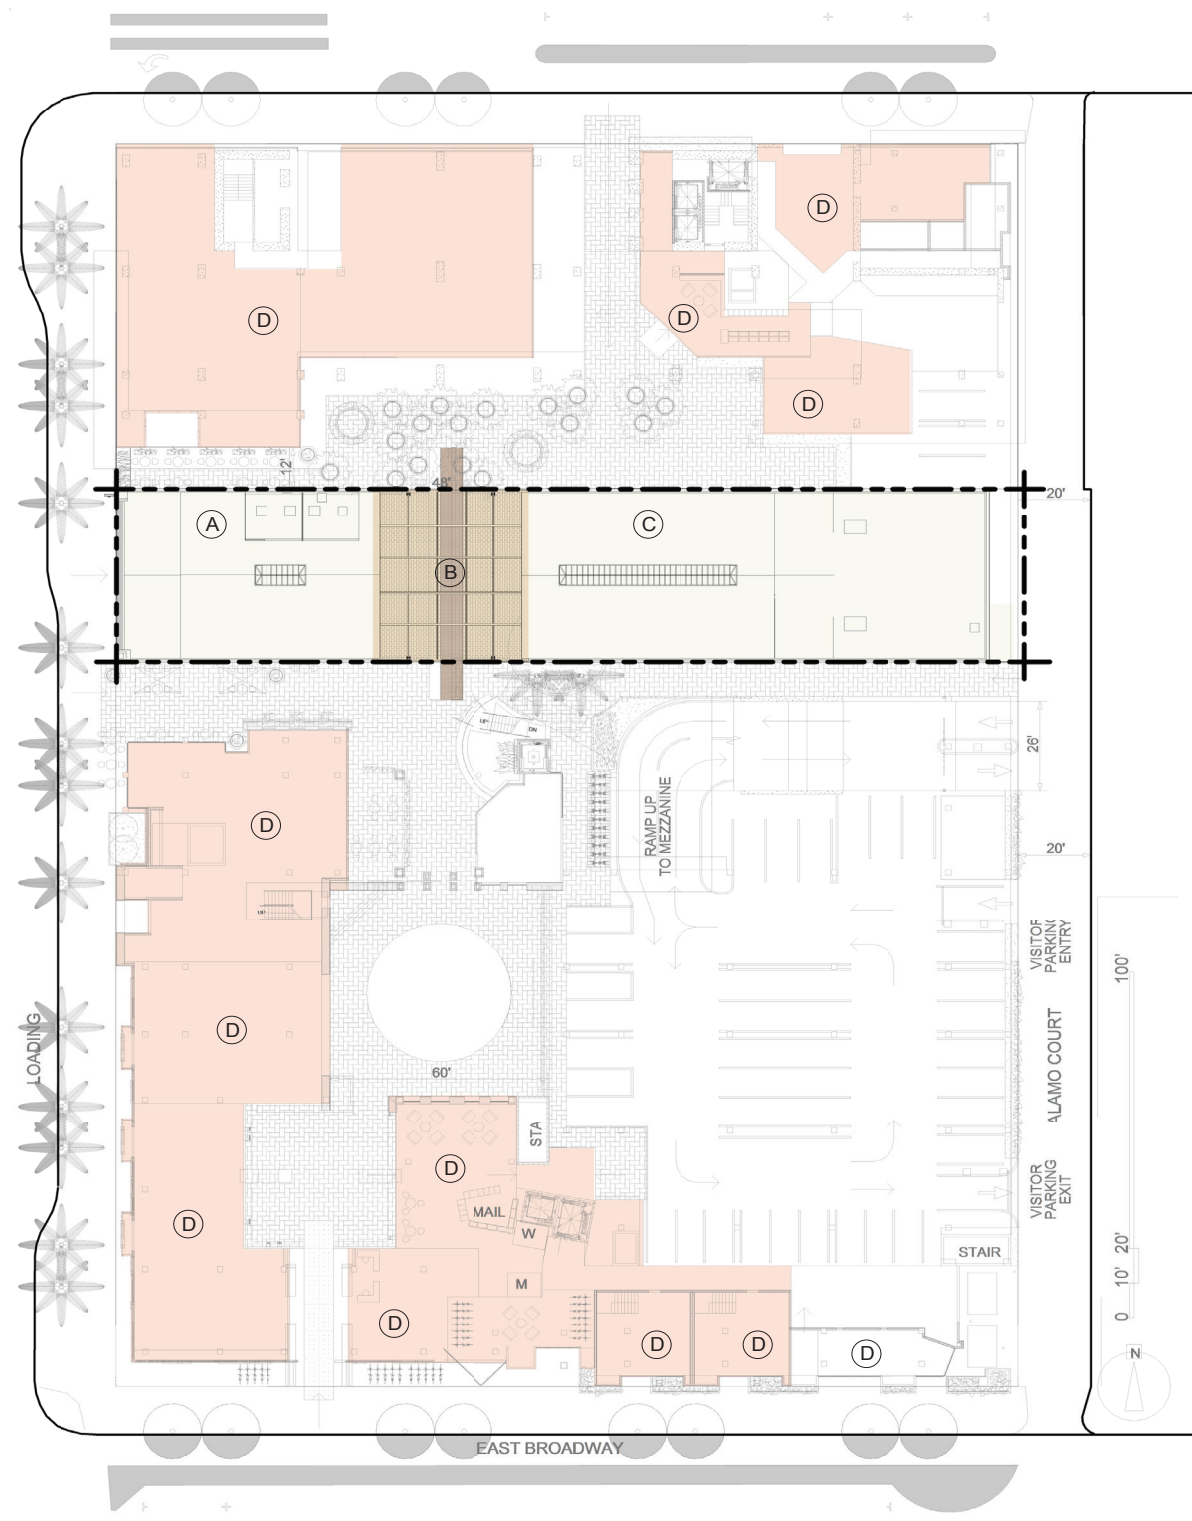 D
D
D
D
12'
48'
20'
A
C
B
UP
DN
26'
RAMP UP
TO MEZZANINE
D
20'
UP
VISITOR
PARKING
ENTRY
100'
D
LOADING
ALAMO COURT
60'
STA
D
MAIL
W
VISITOR
PARKING
EXIT
D
STAIR
20'
10'
0
M
D
D
D
D
N
EAST BROADWAY